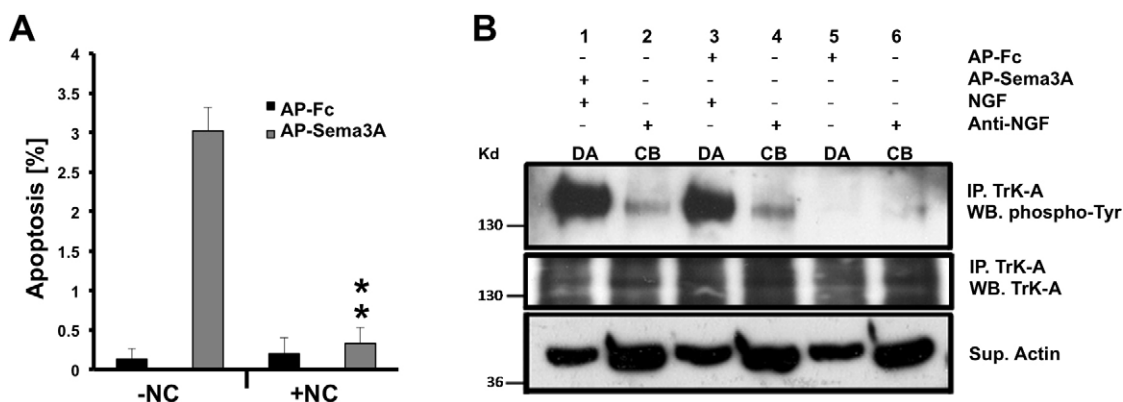 A
4
3.5
3
2.5
2
1.5
1
0.5
0
Apoptosis [%]
AP-Fc
AP-Sema3A
* *
-NC +NC
B
1 2 3 4 5 6
- - + - + - AP-Fc
+ - - - - - AP-Sema3A
+ - + - - - NGF
- + - + - + Anti-NGF
Kd DA CB DA CB DA CB
130
IP. TrK-A
WB. phospho-Tyr
130
IP. TrK-A
WB. TrK-A
36
Sup. Actin